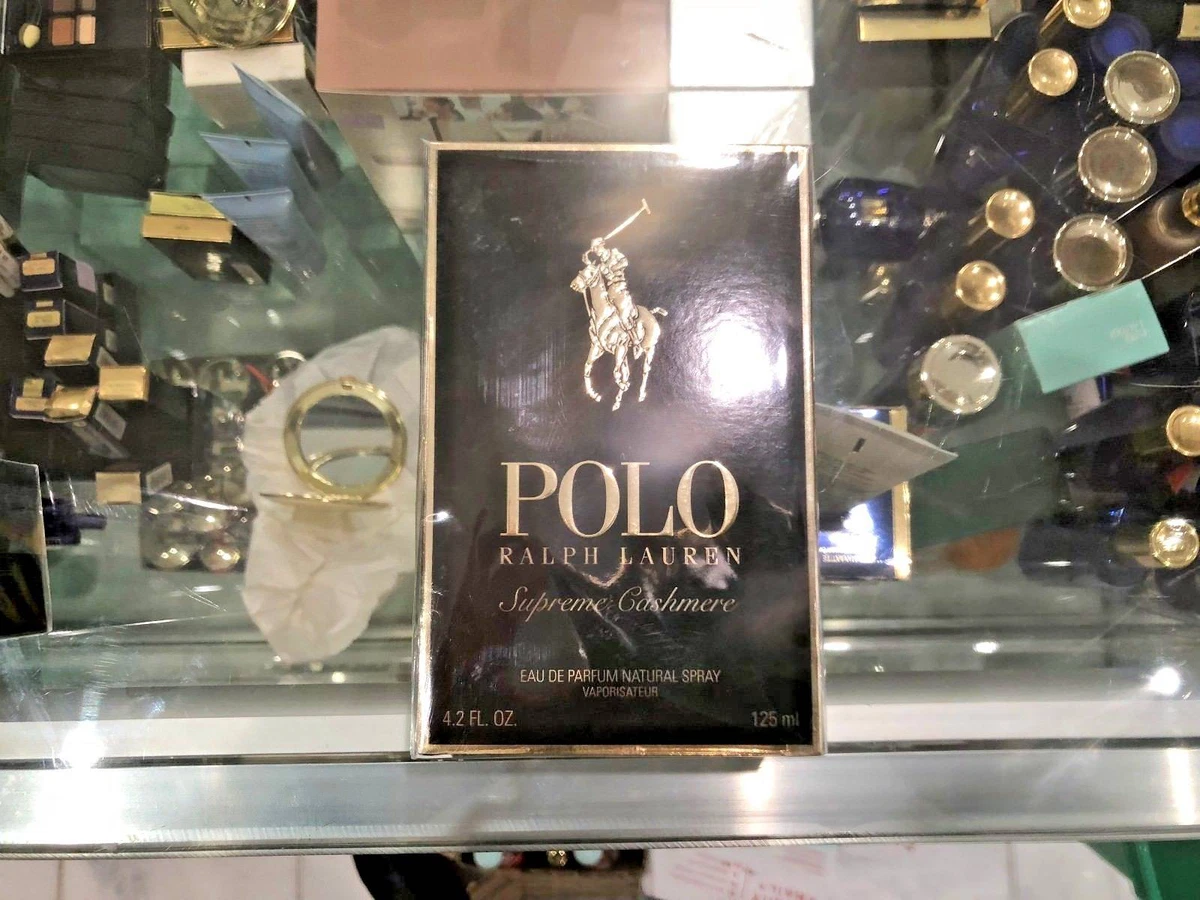 POLO
RALPH LAUREN
Supreme Cashmere
EAU DE PARFUM NATURAL SPRAY
VAPORISATEUR
4.2 FL. OZ. 125 ml